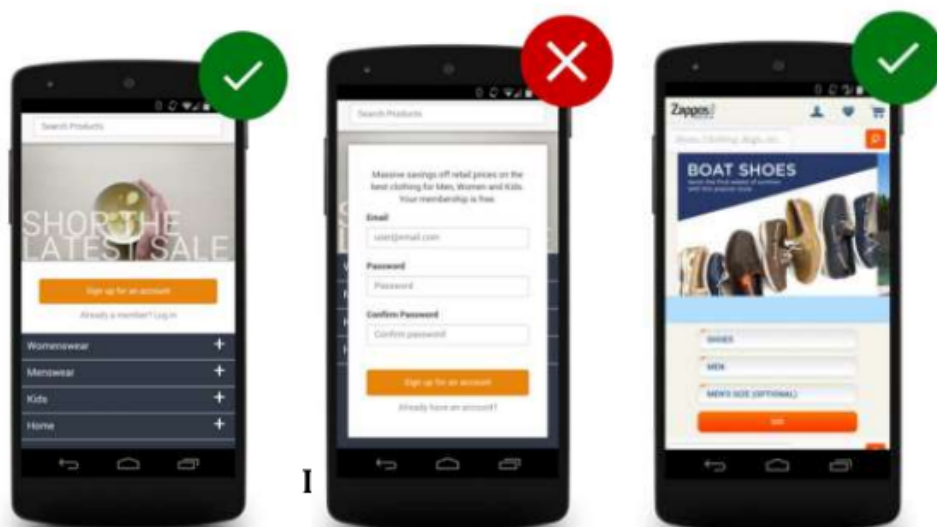 Search Products
SHOP THE
LATEST SALE
Sign up for an account
Already a member? Log in
Womenswear +
Menswear +
Kids +
Home +
I
Search Products
Massive savings off retail prices on the
best clothing for Men, Women and Kids.
Your membership is free.
Email
user@email.com
Password
Password
Confirm Password
Confirm password
Sign up for an account
Already have an account?
Zappos
BOAT SHOES
SHOES
MEN
MEN'S SIZE (OPTIONAL)